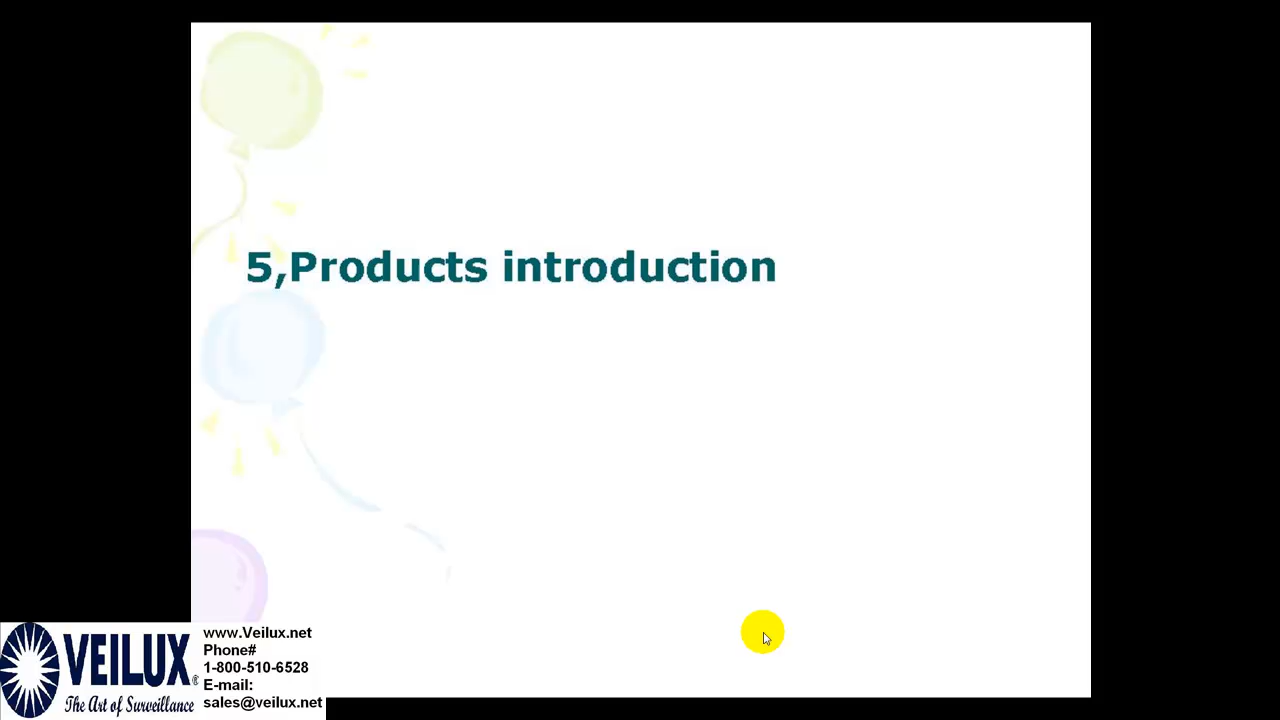 5,Products introduction
VEILUX®
The Art of Surveillance
www.Veilux.net
Phone#
1-800-510-6528
E-mail:
sales@veilux.net